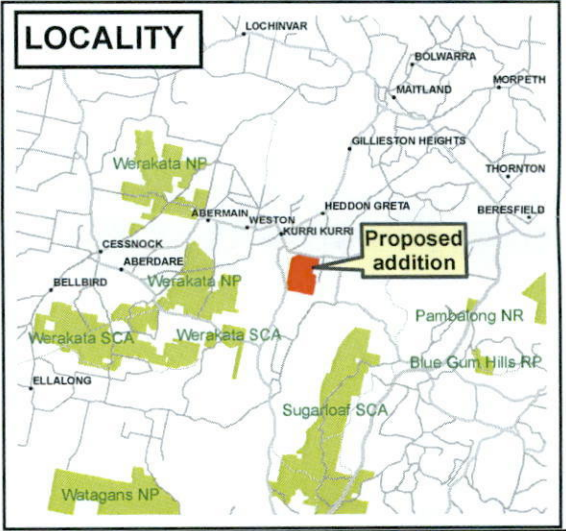 LOCALITY
LOCHINVAR
BOLWARRA
MORPETH
MAITLAND
GILLIESTON HEIGHTS
Werakata NP
THORNTON
HEDDON GRETA
BERESFIELD
ABERMAIN
WESTON
KURRI KURRI
Proposed
addition
CESSNOCK
ABERDARE
Werakata NP
BELLBIRD
Pambalong NR
Werakata SCA
Werakata SCA
Blue Gum Hills RP
ELLALONG
Sugarloaf SCA
Watagans NP